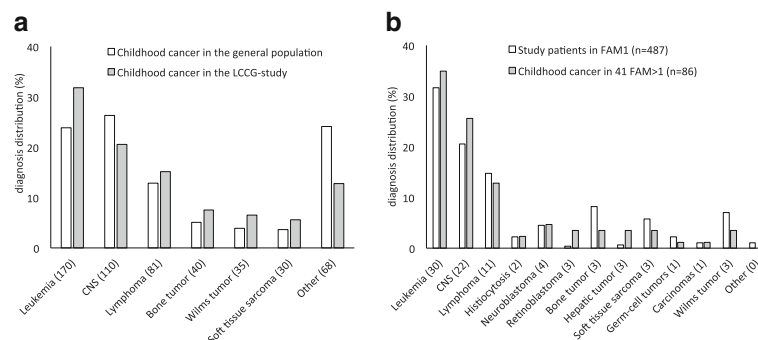 a
40
30
20
10
0
diagnosis distribution (%)
Childhood cancer in the general population
Childhood cancer in the LCCG-study
Leukemia (170)
CNS (110)
Lymphoma (81)
Bone tumor (40)
Wilms tumor (35)
Soft tissue sarcoma (30)
Other (68)
b
40
30
20
10
0
diagnosis distribution (%)
Study patients in FAM1 (n=487)
Childhood cancer in 41 FAM>1 (n=86)
Leukemia (30)
CNS (22)
Lymphoma (11)
Histiocytosis (2)
Neuroblastoma (4)
Retinoblastoma (3)
Bone tumor (3)
Hepatic tumor (3)
Soft tissue sarcoma (3)
Germ-cell tumors (1)
Carcinomas (1)
Wilms tumor (3)
Other (0)